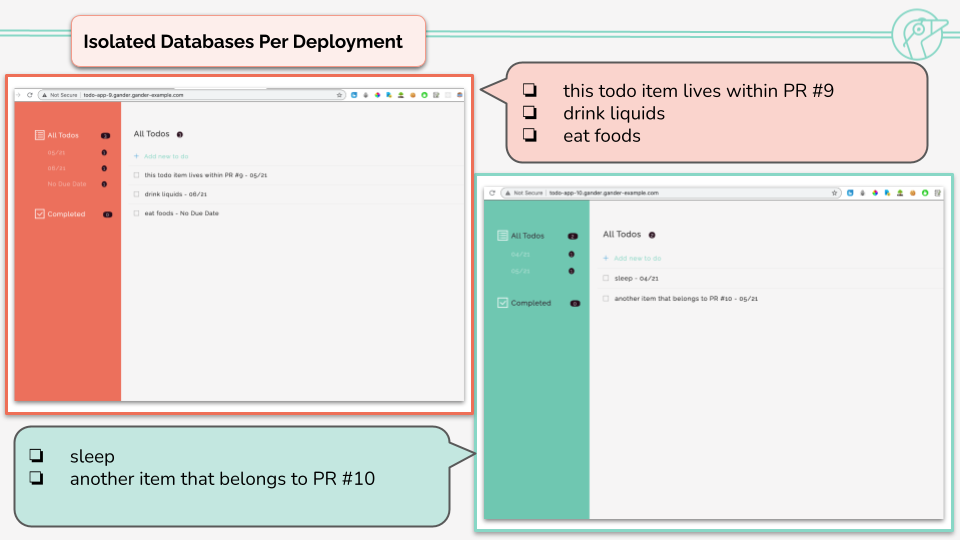 Isolated Databases Per Deployment
Not Secure | todo-app-9.gander.gander-example.com
All Todos 3
05/21
06/21
No Due Date
Completed 0
All Todos 3
+ Add new to do
this todo item lives within PR #9 - 05/21
drink liquids - 06/21
eat foods - No Due Date
❏ this todo item lives within PR #9
❏ drink liquids
❏ eat foods
Not Secure | todo-app-10.gander.gander-example.com
All Todos 2
04/21
05/21
Completed 0
All Todos 2
+ Add new to do
sleep - 04/21
another item that belongs to PR #10 - 05/21
❏ sleep
❏ another item that belongs to PR #10